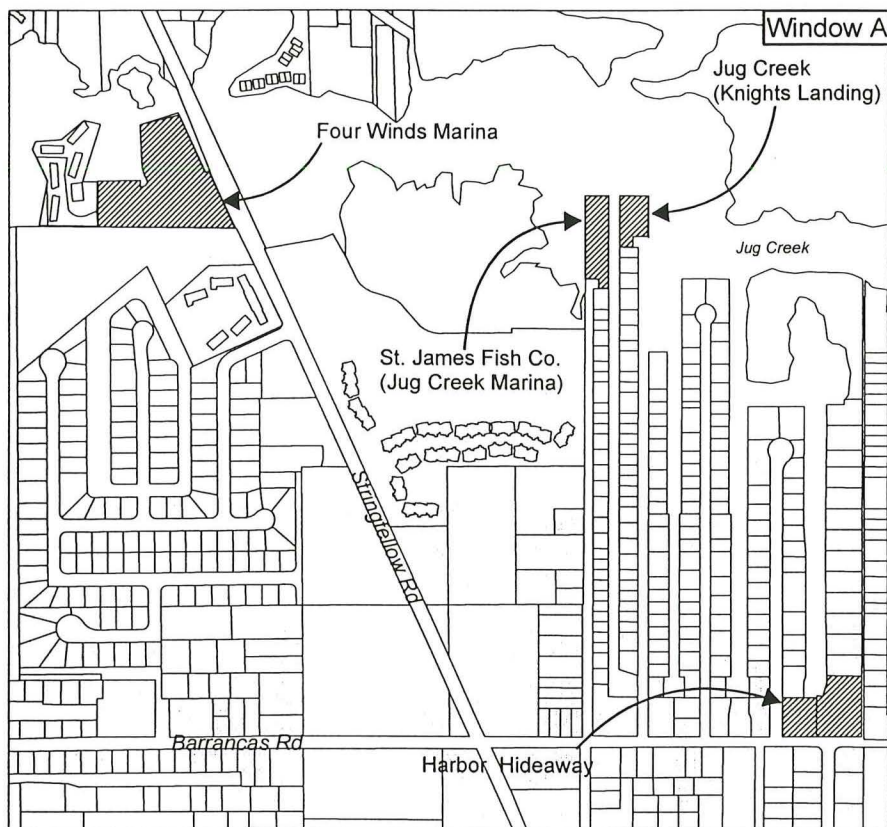 Window A
Jug Creek
(Knights Landing)
Four Winds Marina
Jug Creek
St. James Fish Co.
(Jug Creek Marina)
Stringfellow Rd
Barrancas Rd
Harbor Hideaway